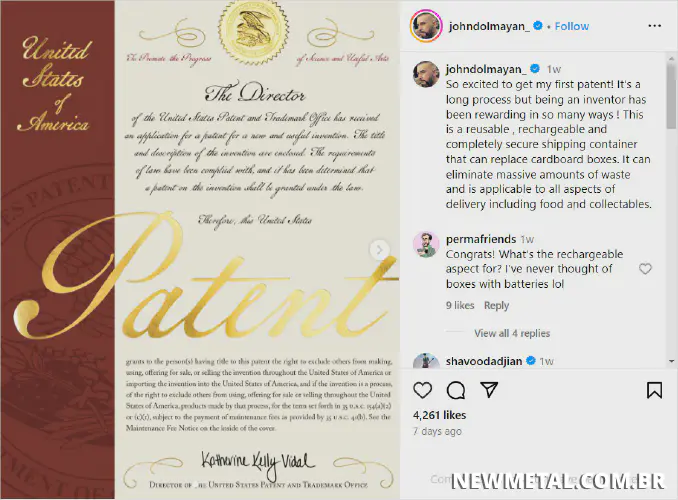 United
States
of
America
To Promote the Progress
of Science and Useful Arts
The Director
of the United States Patent and Trademark Office has received
an application for a patent for a new and useful invention. The title
and description of the invention are enclosed. The requirements
of law have been complied with, and it has been determined that
a patent on the invention shall be granted under the law.
Therefore, this United States
Patent
grants to the person(s) having title to this patent the right to exclude others from making,
using, offering for sale, or selling the invention throughout the United States of America or
importing the invention into the United States of America, and if the invention is a process,
of the right to exclude others from using, offering for sale or selling throughout the United
States of America, products made by that process, for the term set forth in 35 U.S.C. 154(a)(2)
or (c)(1), subject to the payment of maintenance fees as provided by 35 U.S.C. 41(b). See the
Maintenance Fee Notice on the inside of the cover.
Katherine Kelly Vidal
Director of the United States Patent and Trademark Office
johndolmayan_ • Follow
johndolmayan_ 1w
So excited to get my first patent! It's a
long process but being an inventor has
been rewarding in so many ways ! This
is a reusable , rechargeable and
completely secure shipping container
that can replace cardboard boxes. It can
eliminate massive amounts of waste
and is applicable to all aspects of
delivery including food and collectables.
permafriends 1w
Congrats! What's the rechargeable
aspect for? I've never thought of
boxes with batteries lol
9 likes Reply
View all 4 replies
shavoodadjian 1w
4,261 likes
7 days ago
NEWMETAL.COM.BR